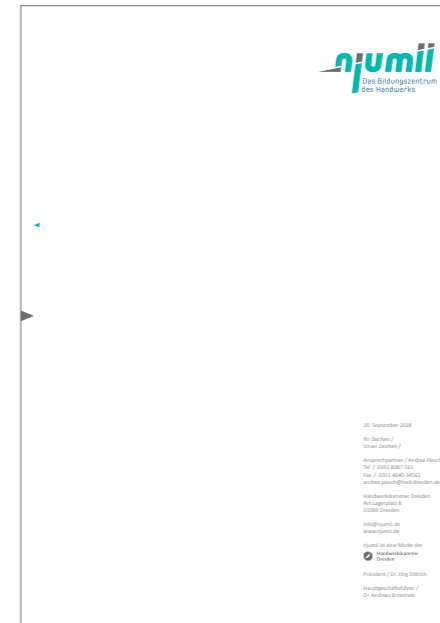 njumii
Das Bildungszentrum
des Handwerks
20. September 2018
Ihr Zeichen /
Unser Zeichen /
Ansprechpartner / Andrea Piesch
Tel / 0351 8087-561
Fax / 0351 4640-34561
andrea.piesch@hwk-dresden.de
Handwerkskammer Dresden
Am Lagerplatz 8
01099 Dresden
info@njumii.de
www.njumii.de
njumii ist eine Marke der
Handwerkskammer
Dresden
Präsident / Dr. Jörg Dittrich
Hauptgeschäftsführer /
Dr. Andreas Brzezinski